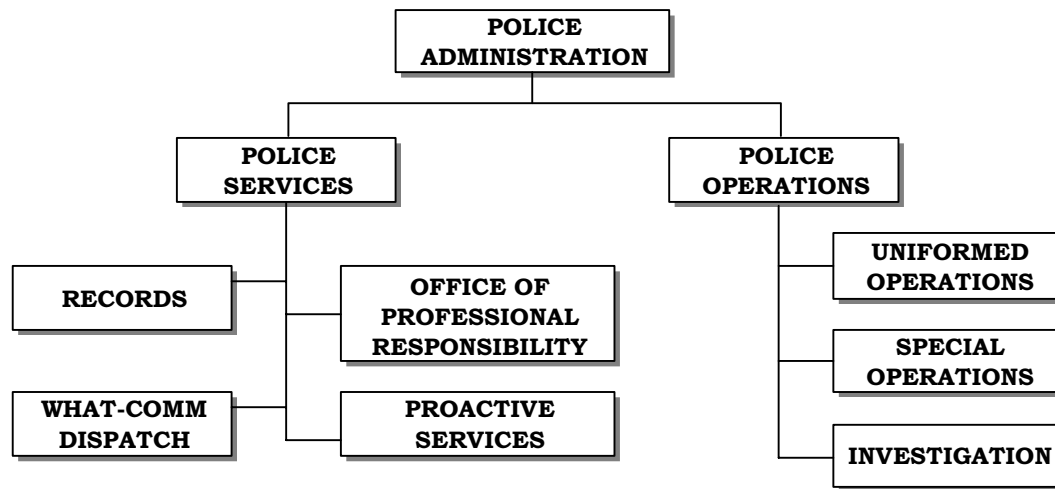 POLICE
ADMINISTRATION
POLICE
SERVICES
POLICE
OPERATIONS
RECORDS
OFFICE OF
PROFESSIONAL
RESPONSIBILITY
WHAT-COMM
DISPATCH
PROACTIVE
SERVICES
UNIFORMED
OPERATIONS
SPECIAL
OPERATIONS
INVESTIGATION